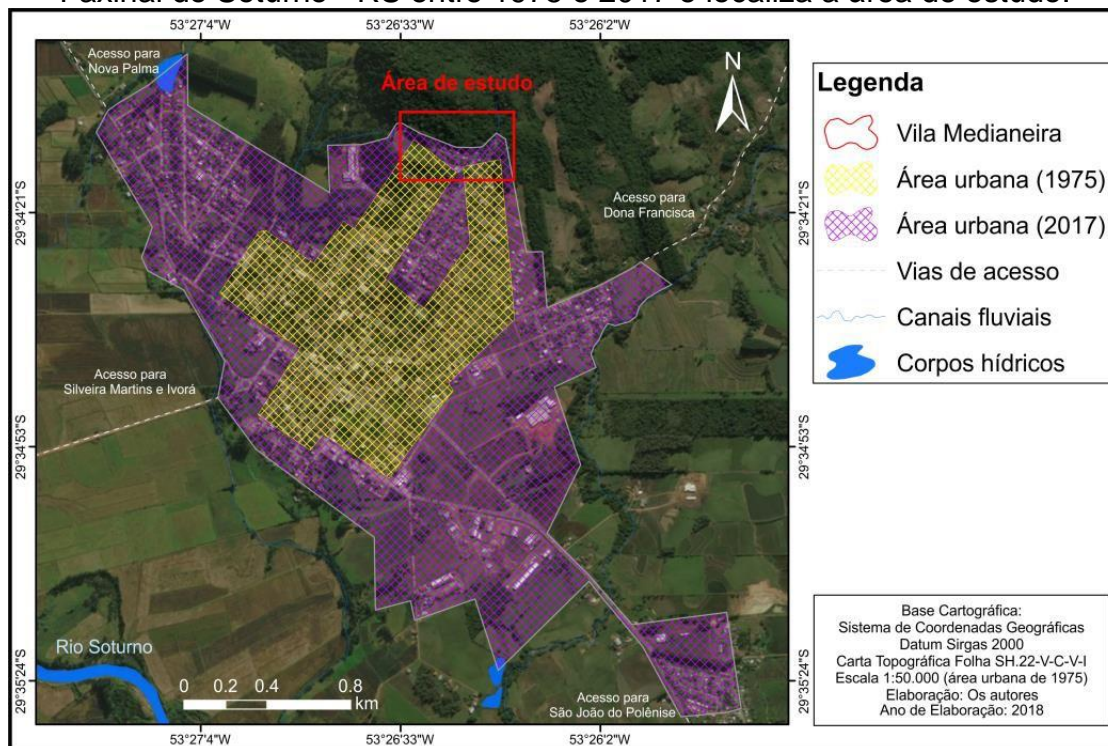 Faxinal do Soturno - RS entre 1975 e 2017 e localiza a área de estudo.
53°27'4"W
53°26'33"W
53°26'2"W
Acesso para
Nova Palma
Área de estudo
N
Acesso para
Dona Francisca
29°34'21"S
29°34'21"S
Acesso para
Silveira Martins e Ivorá
29°34'53"S
29°34'53"S
Rio Soturno
29°35'24"S
29°35'24"S
0 0.2 0.4 0.8
km
Acesso para
São João do Polênise
53°27'4"W
53°26'33"W
53°26'2"W
Legenda
Vila Medianeira
Área urbana (1975)
Área urbana (2017)
Vias de acesso
Canais fluviais
Corpos hídricos
Base Cartográfica:
Sistema de Coordenadas Geográficas
Datum Sirgas 2000
Carta Topográfica Folha SH.22-V-C-V-I
Escala 1:50.000 (área urbana de 1975)
Elaboração: Os autores
Ano de Elaboração: 2018